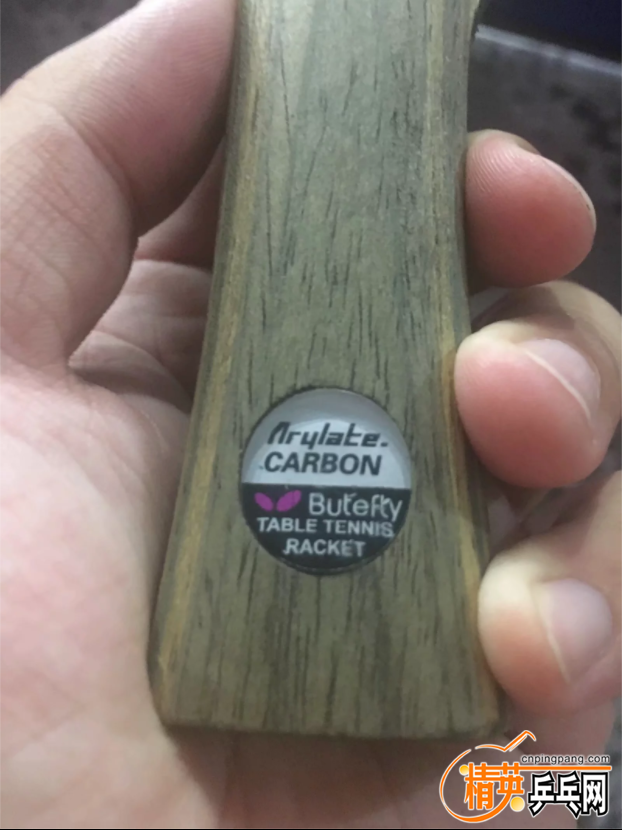 Arylate-
CARBON
Butefly
TABLE TENNIS
RACKET
cnpingpang.com
精英乒乓网